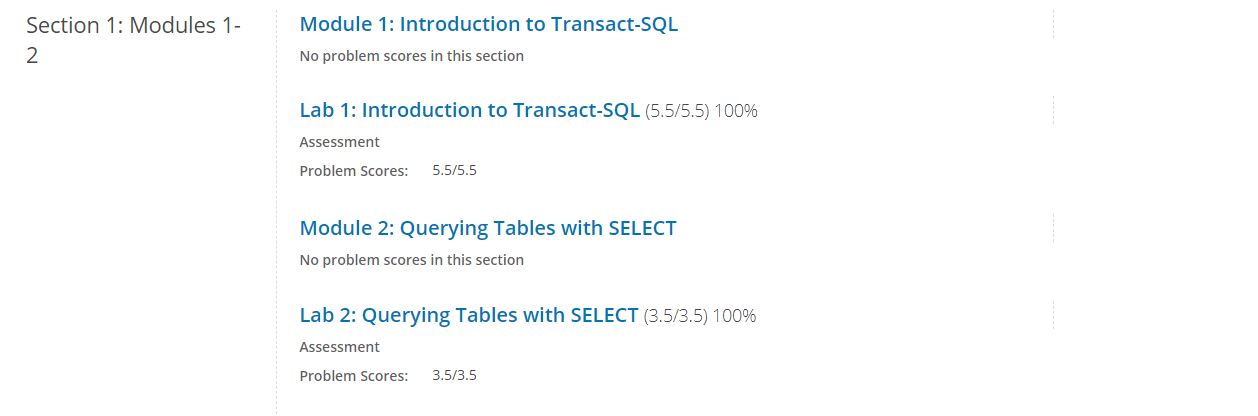 Section 1: Modules 1-
2
Module 1: Introduction to Transact-SQL
No problem scores in this section
Lab 1: Introduction to Transact-SQL (5.5/5.5) 100%
Assessment
Problem Scores: 5.5/5.5
Module 2: Querying Tables with SELECT
No problem scores in this section
Lab 2: Querying Tables with SELECT (3.5/3.5) 100%
Assessment
Problem Scores: 3.5/3.5